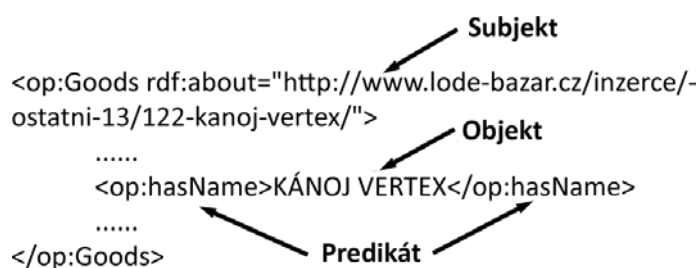 Subjekt
<op:Goods rdf:about="http://www.lode-bazar.cz/inzerce/-
ostatni-13/122-kanoj-vertex/">
......
Objekt
<op:hasName>KÁNOJ VERTEX</op:hasName>
......
</op:Goods>
Predikát